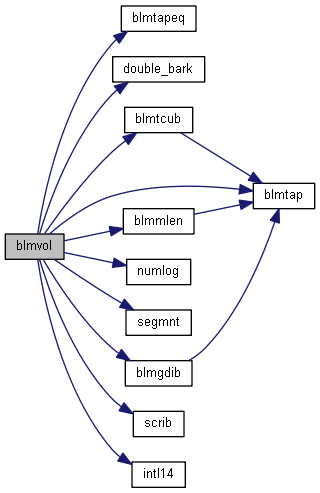 blmtapeq
double_bark
blmtcub
blmtap
blmmlen
blmvol
numlog
segmnt
blmgdib
scrib
intl14